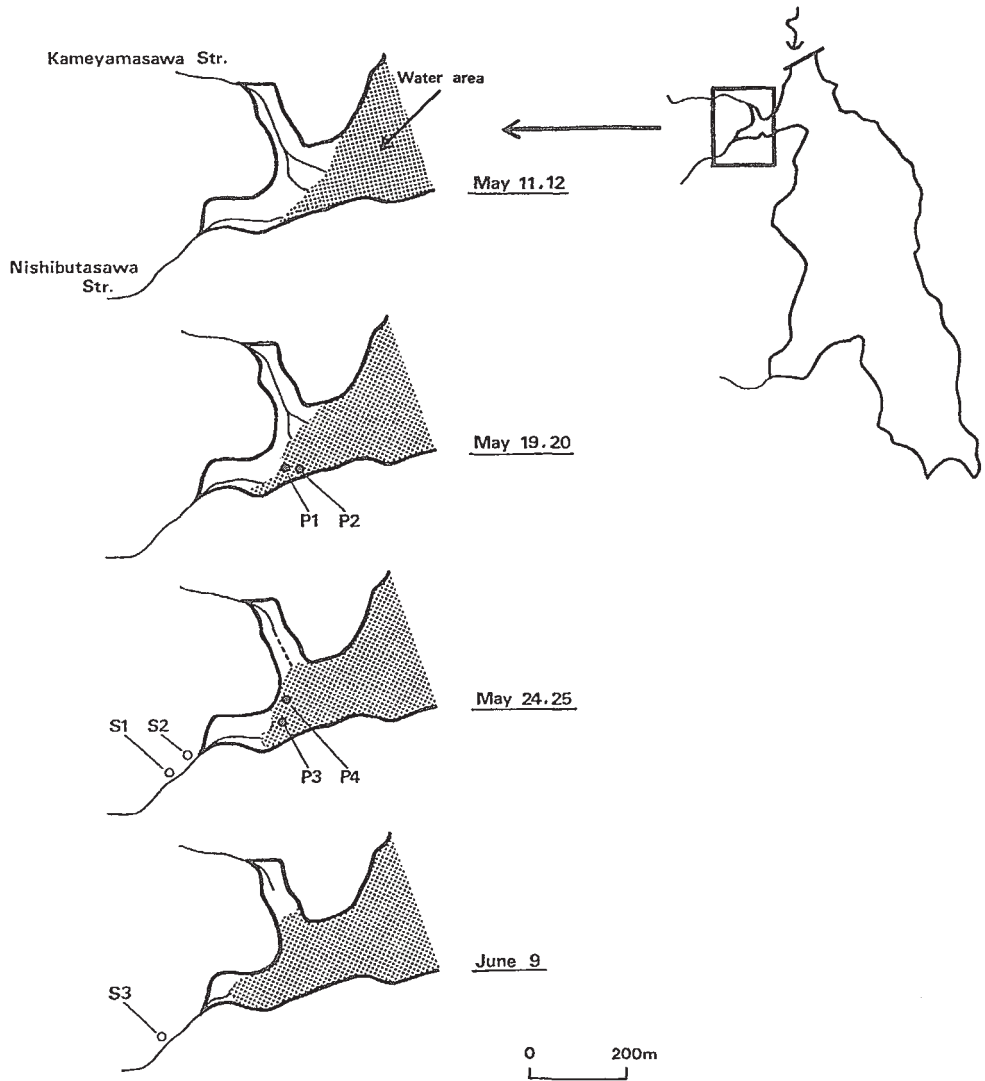 Kameyamasawa Str.
Water area
May 11.12
Nishibutasawa
Str.
May 19.20
P1 P2
May 24.25
S1 S2
P3 P4
June 9
S3
0 200m